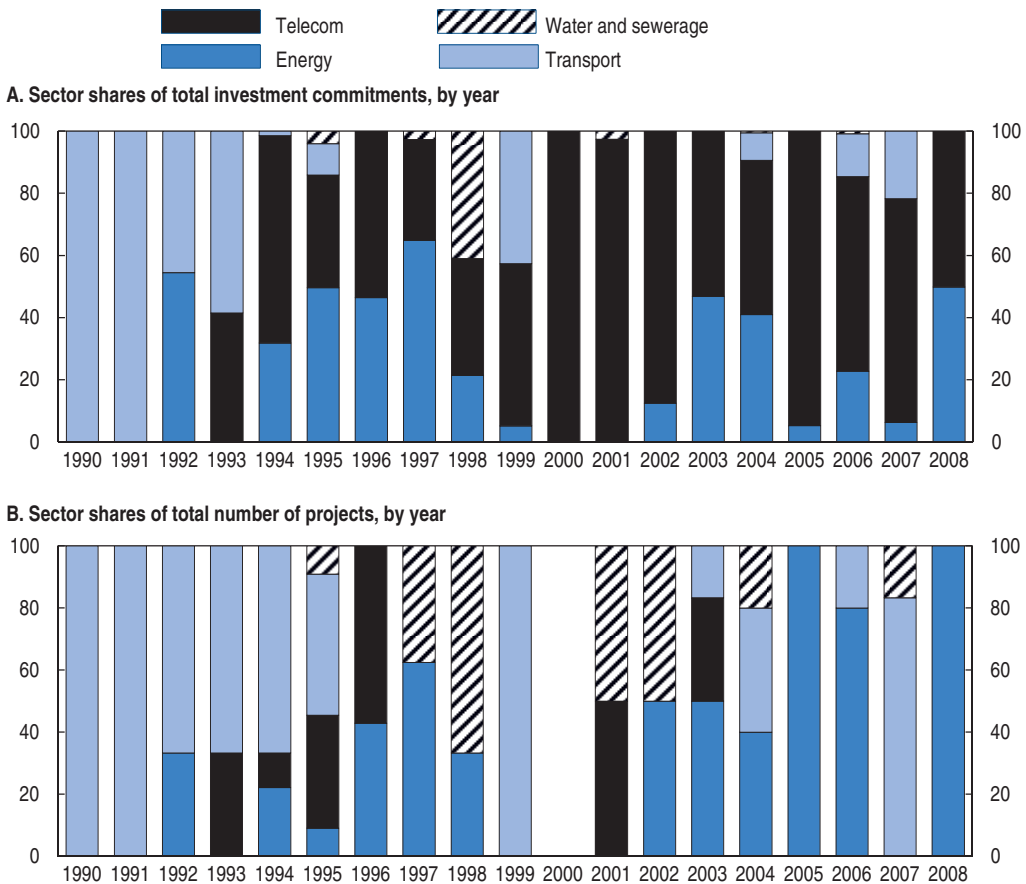 Telecom
Water and sewerage
Energy
Transport
A. Sector shares of total investment commitments, by year
100 100
80 80
60 60
40 40
20 20
0 0
1990 1991 1992 1993 1994 1995 1996 1997 1998 1999 2000 2001 2002 2003 2004 2005 2006 2007 2008
B. Sector shares of total number of projects, by year
100 100
80 80
60 60
40 40
20 20
0 0
1990 1991 1992 1993 1994 1995 1996 1997 1998 1999 2000 2001 2002 2003 2004 2005 2006 2007 2008